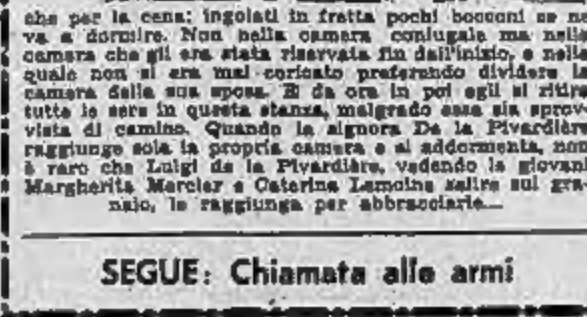 che per la cena; ingoiati in fretta pochi bocconi se ne
va a dormire. Non nella camera coniugale ma nella
camera che gli era stata riservata fin dall'inizio, e nella
quale non si era mai coricato preferendo dividere la
camera della sua sposa. E da ora in poi egli si ritira
tutte le sere in questa stanza, malgrado essa sia sprov
vista di camino. Quando la signora De la Pivardière
raggiunge sola la propria camera e si addormenta, non
è raro che Luigi de la Pivardière, vedendo le giovani
Margherita Mercier e Caterina Lemoine salire sul gra
naio, le raggiunga per abbracciarle...
SEGUE: Chiamata alle armi